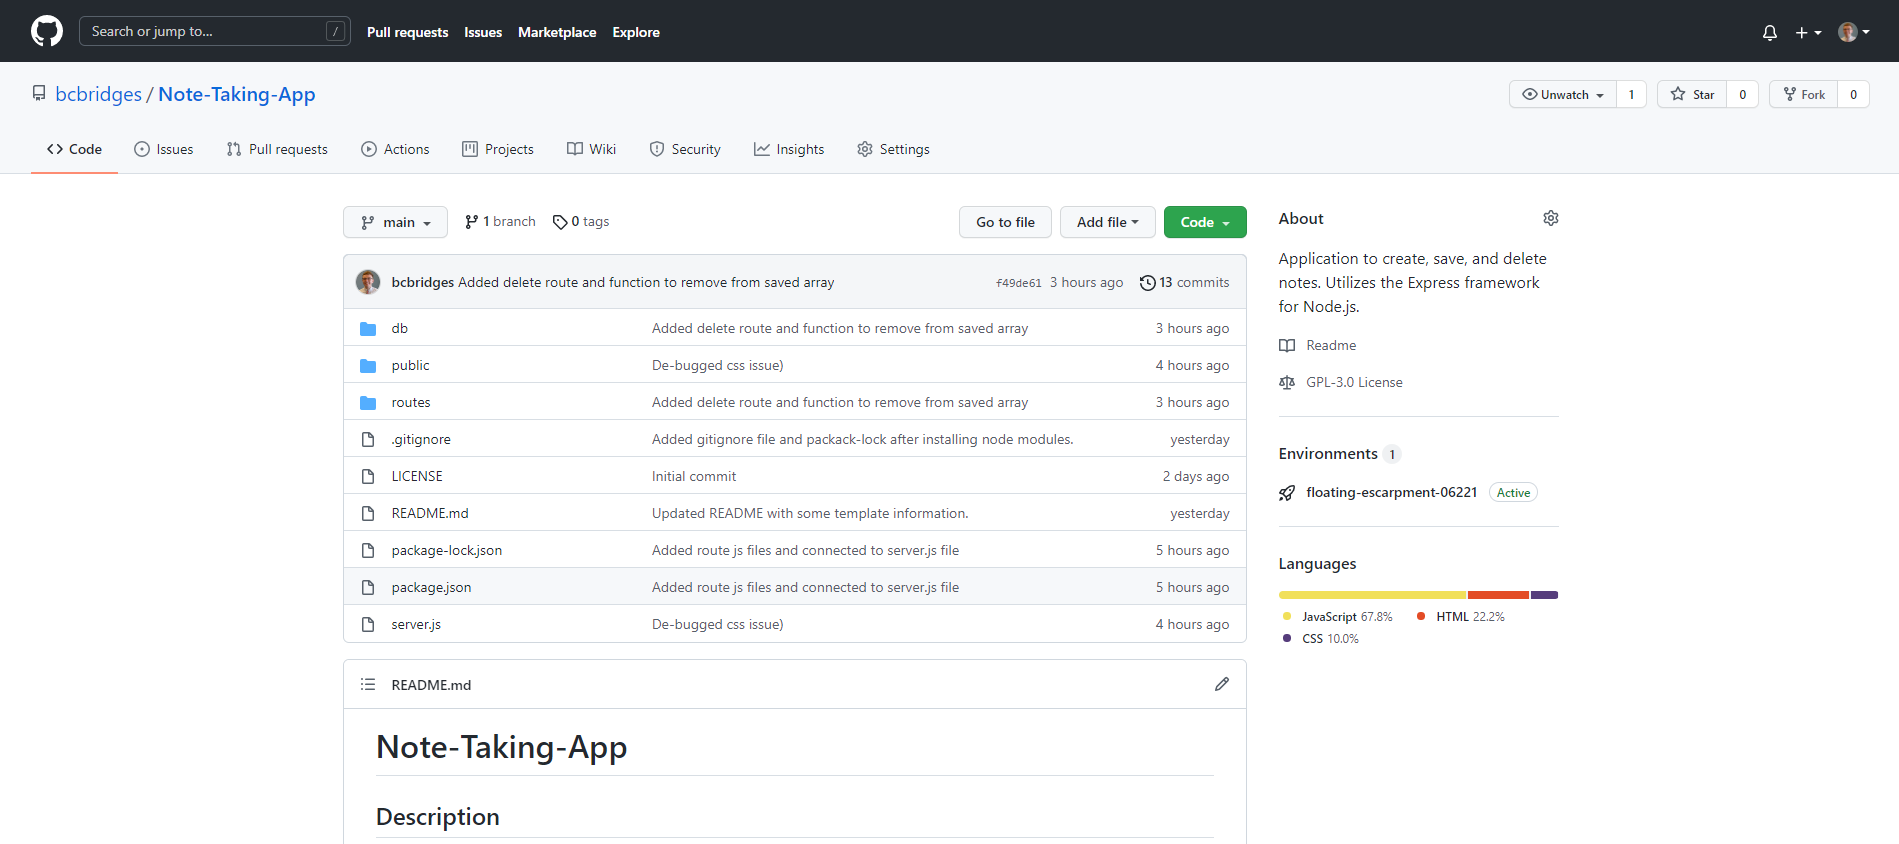 Search or jump to... /
Pull requests Issues Marketplace Explore
bcbridges / Note-Taking-App
Unwatch 1 Star 0 Fork 0
Code Issues Pull requests Actions Projects Wiki Security Insights Settings
main 1 branch 0 tags
Go to file Add file Code
bcbridges Added delete route and function to remove from saved array f49de61 3 hours ago 13 commits
db Added delete route and function to remove from saved array 3 hours ago
public De-bugged css issue) 4 hours ago
routes Added delete route and function to remove from saved array 3 hours ago
.gitignore Added gitignore file and packack-lock after installing node modules. yesterday
LICENSE Initial commit 2 days ago
README.md Updated README with some template information. yesterday
package-lock.json Added route js files and connected to server.js file 5 hours ago
package.json Added route js files and connected to server.js file 5 hours ago
server.js De-bugged css issue) 4 hours ago
README.md
Note-Taking-App
Description
About
Application to create, save, and delete
notes. Utilizes the Express framework
for Node.js.
Readme
GPL-3.0 License
Environments 1
floating-escarpment-06221 Active
Languages
JavaScript 67.8% HTML 22.2%
CSS 10.0%